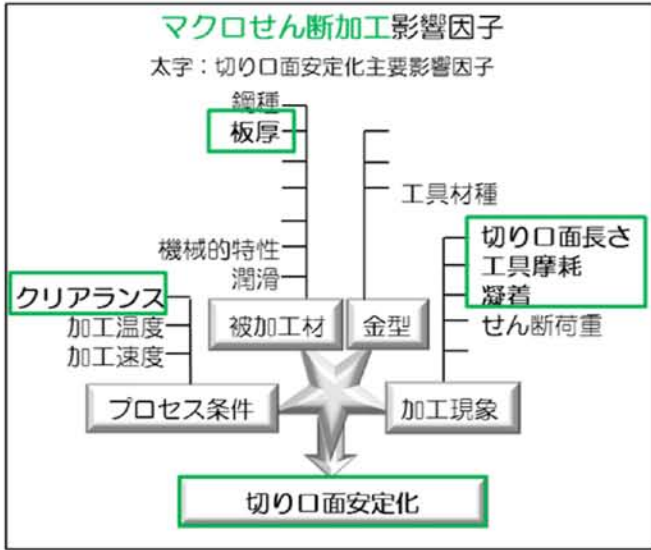 マクロせん断加工影響因子
太字：切り口面安定化主要影響因子
鋼種
板厚
機械的特性
潤滑
工具材種
クリアランス
加工温度
加工速度
切り口面長さ
工具摩耗
凝着
せん断荷重
被加工材
金型
プロセス条件
加工現象
切り口面安定化